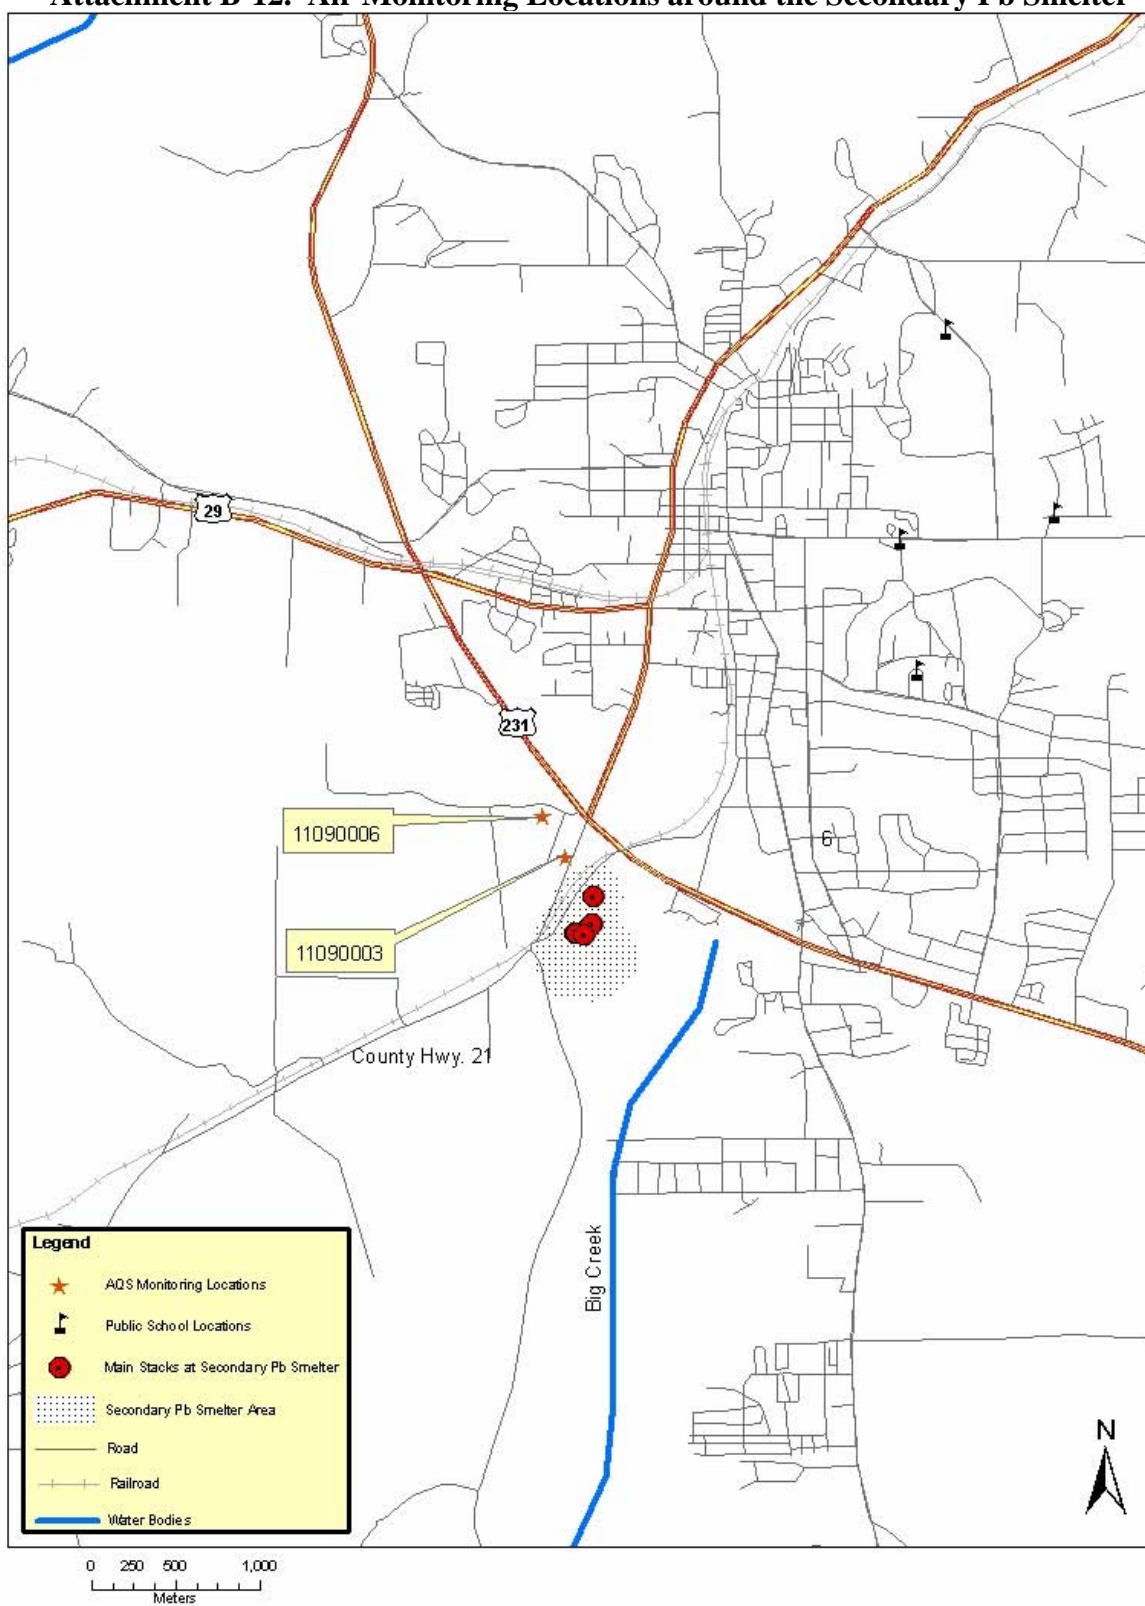 Attachment B-12. Air Monitoring Locations around the Secondary Pb Smelter
29
231
11090006
6
11090003
County Hwy. 21
Big Creek
Legend
AQS Monitoring Locations
Public School Locations
Main Stacks at Secondary Pb Smelter
Secondary Pb Smelter Area
Road
Railroad
Water Bodies
N
0 250 500 1,000
Meters